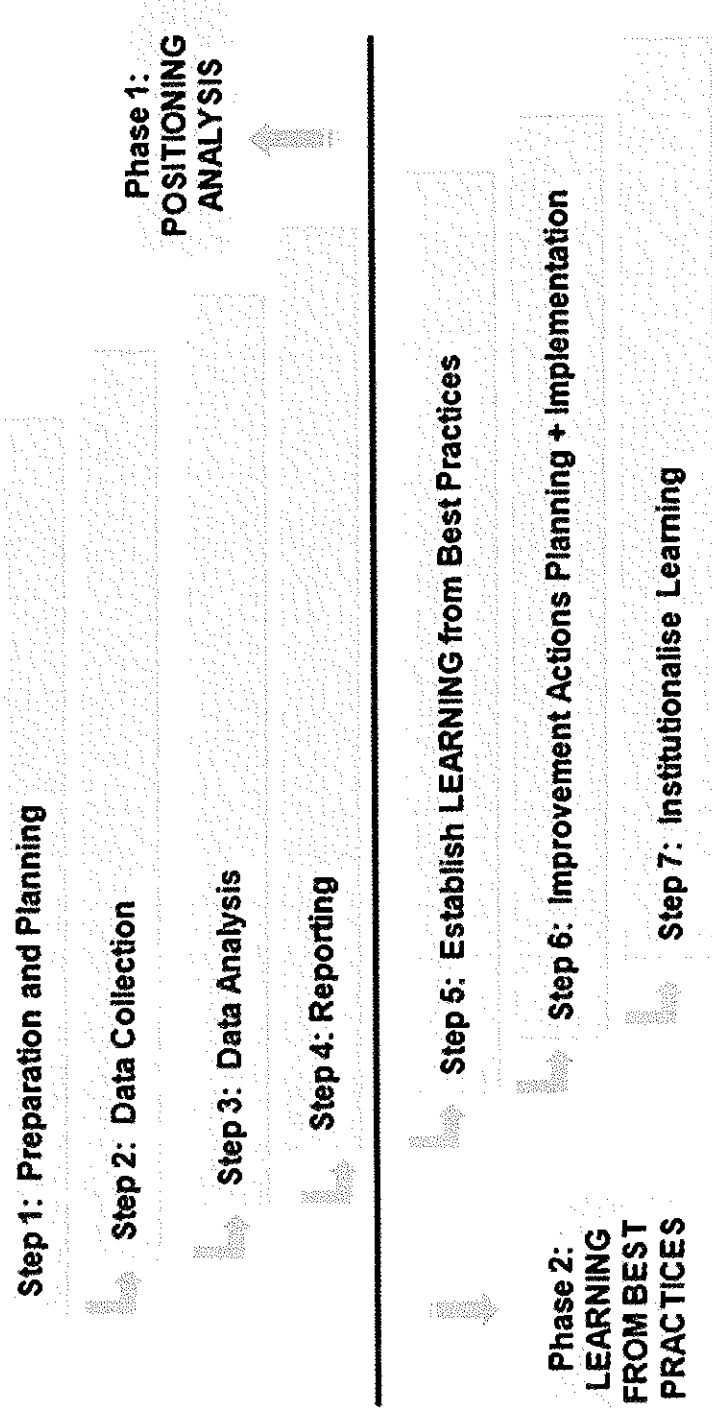 Step 1: Preparation and Planning
Step 2: Data Collection
Step 3: Data Analysis
Step 4: Reporting
Phase 1:
POSITIONING
ANALYSIS
Step 5: Establish LEARNING from Best Practices
Step 6: Improvement Actions Planning + Implementation
Step 7: Institutionalise Learning
Phase 2:
LEARNING
FROM BEST
PRACTICES